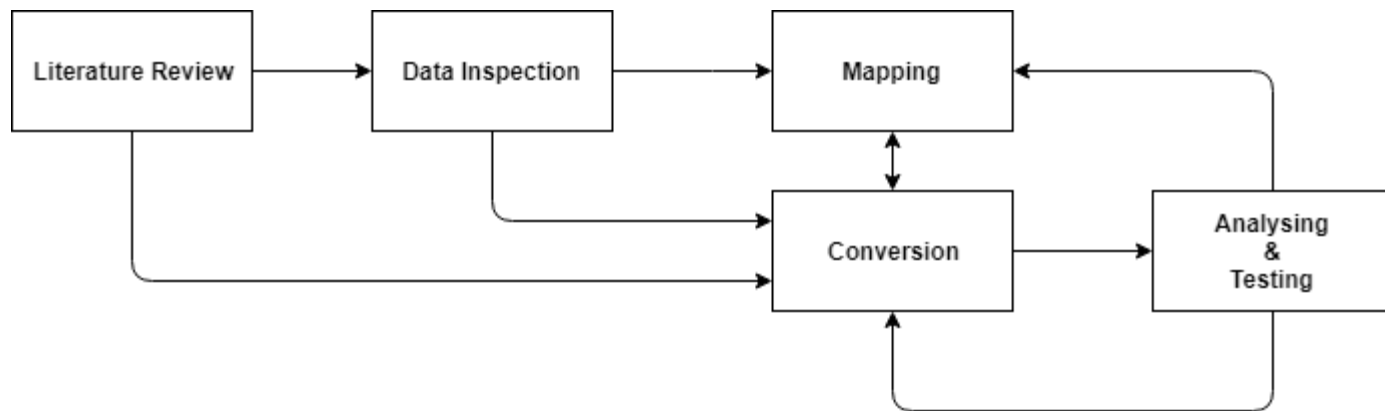 Literature Review
Data Inspection
Mapping
Conversion
Analysing
&
Testing